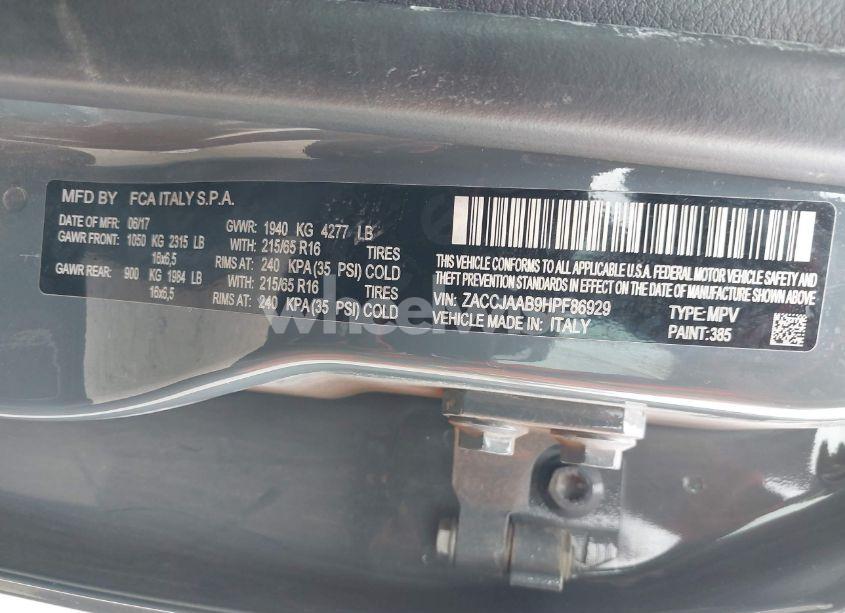 MFD BY FCA ITALY S.P.A.
DATE OF MFR: 06/17 GVWR: 1940 KG 4277 LB
GAWR FRONT: 1050 KG 2315 LB WITH: 215/65 R16 TIRES
16x6,5 RIMS AT: 240 KPA(35 PSI) COLD
GAWR REAR: 900 KG 1984 LB WITH: 215/65 R16 TIRES
16x6,5 RIMS AT: 240 KPA(35 PSI) COLD
THIS VEHICLE CONFORMS TO ALL APPLICABLE U.S.A. FEDERAL MOTOR VEHICLE SAFETY AND
THEFT PREVENTION STANDARDS IN EFFECT ON THE DATE OF MANUFACTURE SHOWN ABOVE.
VIN: ZACCJAAB9HPF86929 TYPE: MPV
VEHICLE MADE IN: ITALY PAINT: 385